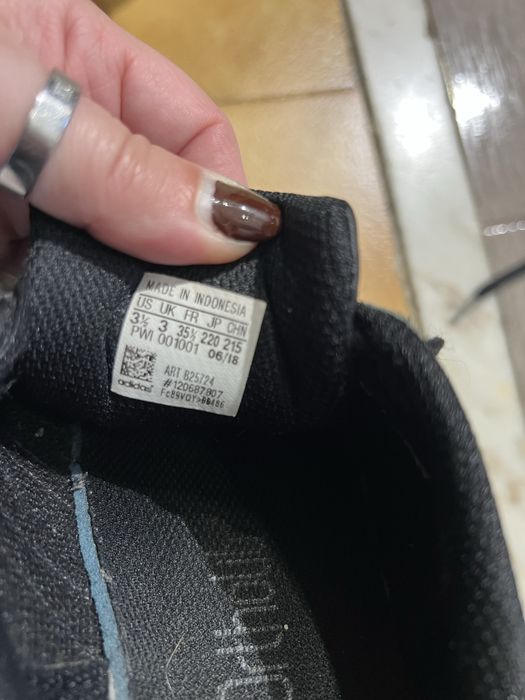 MADE IN INDONESIA
US UK FR JP CHN
3½ 3 35½ 220 215
PWI 001001 06/18
ART B25724
#120687807
adidas